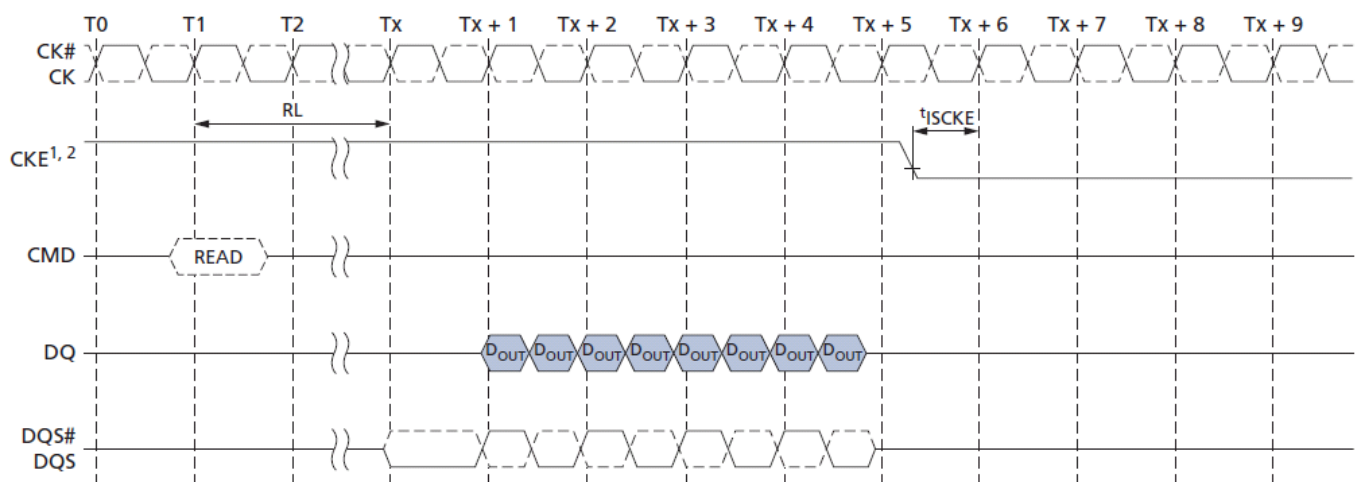 T0 T1 T2 Tx Tx + 1 Tx + 2 Tx + 3 Tx + 4 Tx + 5 Tx + 6 Tx + 7 Tx + 8 Tx + 9
CK#
CK
RL
tISCKE
CKE1, 2
CMD READ
DQ DOUT DOUT DOUT DOUT DOUT DOUT DOUT DOUT
DQS#
DQS